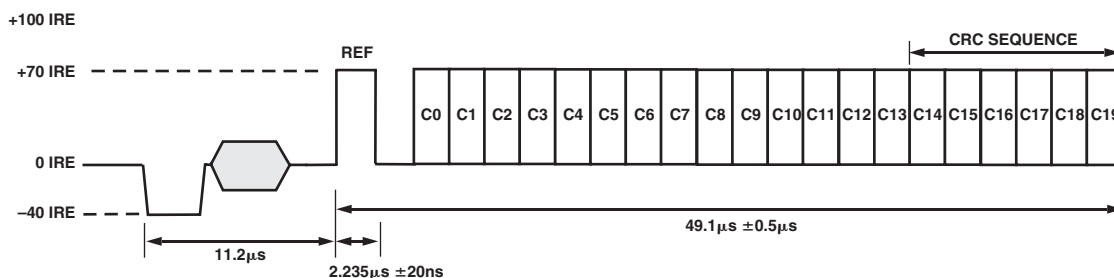 +100 IRE
REF
CRC SEQUENCE
+70 IRE
C0 C1 C2 C3 C4 C5 C6 C7 C8 C9 C10 C11 C12 C13 C14 C15 C16 C17 C18 C19
0 IRE
–40 IRE
49.1μs ±0.5μs
11.2μs
2.235μs ±20ns